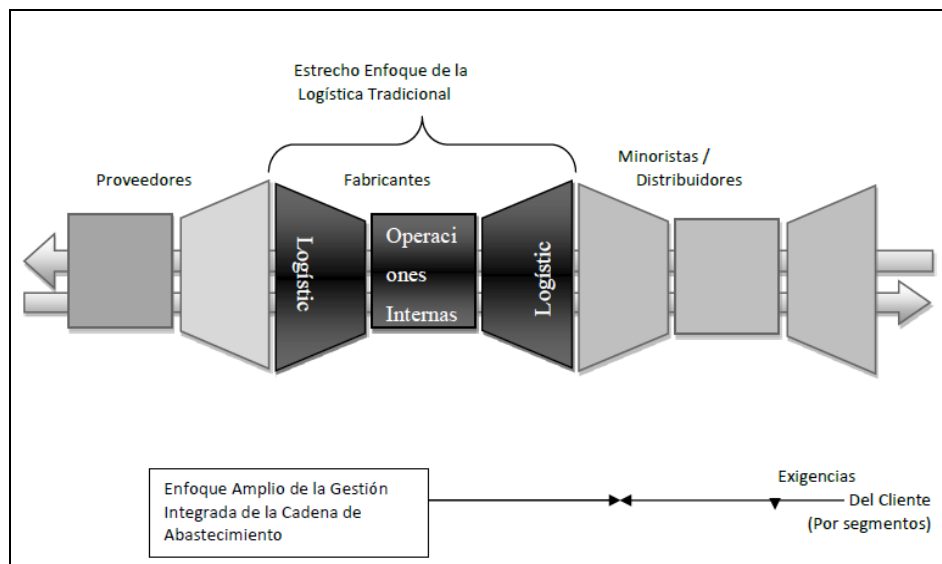 Estrecho Enfoque de la
Logística Tradicional
Proveedores
Fabricantes
Minoristas /
Distribuidores
Logístic
Operaci
ones
Internas
Logístic
Enfoque Amplio de la Gestión
Integrada de la Cadena de
Abastecimiento
Exigencias
Del Cliente
(Por segmentos)